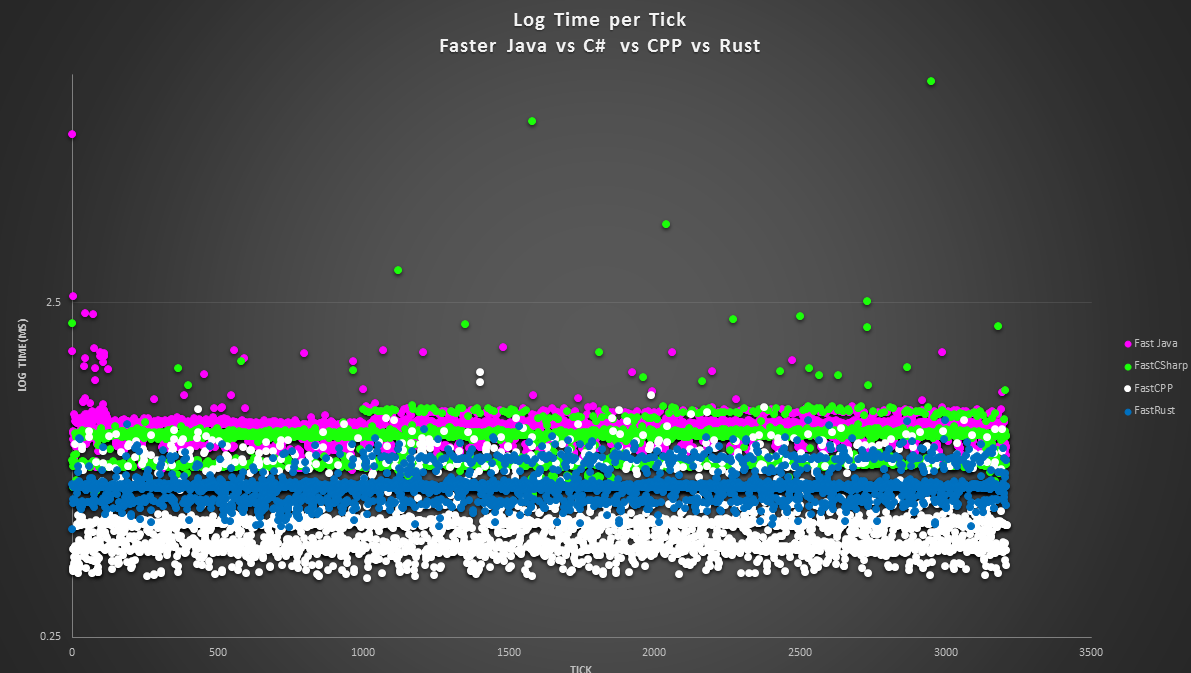 Log Time per Tick
Faster Java vs C# vs CPP vs Rust
LOG TIME(MS)
2.5
0.25
0 500 1000 1500 2000 2500 3000 3500
TICK
Fast Java
FastCSharp
FastCPP
FastRust